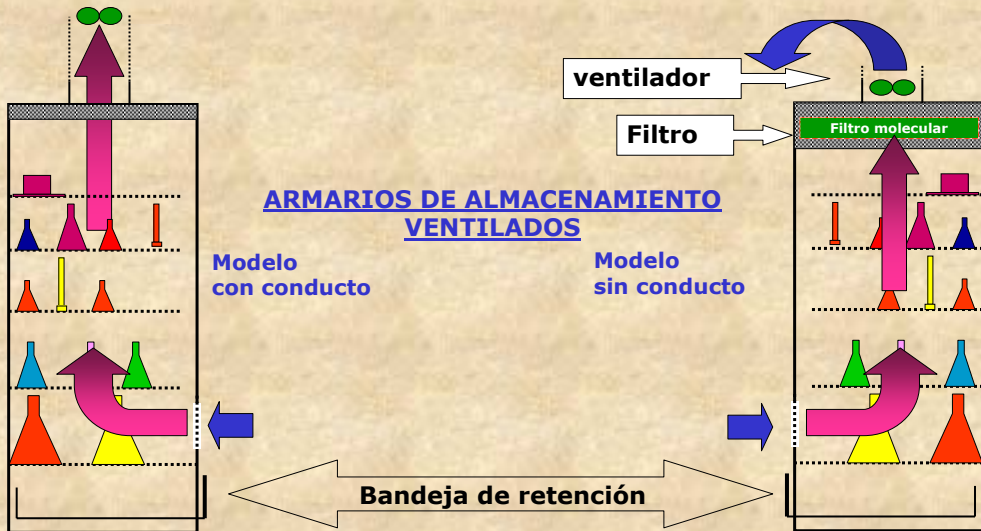 ventilador
Filtro
Filtro molecular
ARMARIOS DE ALMACENAMIENTO
VENTILADOS
Modelo
con conducto
Modelo
sin conducto
Bandeja de retención